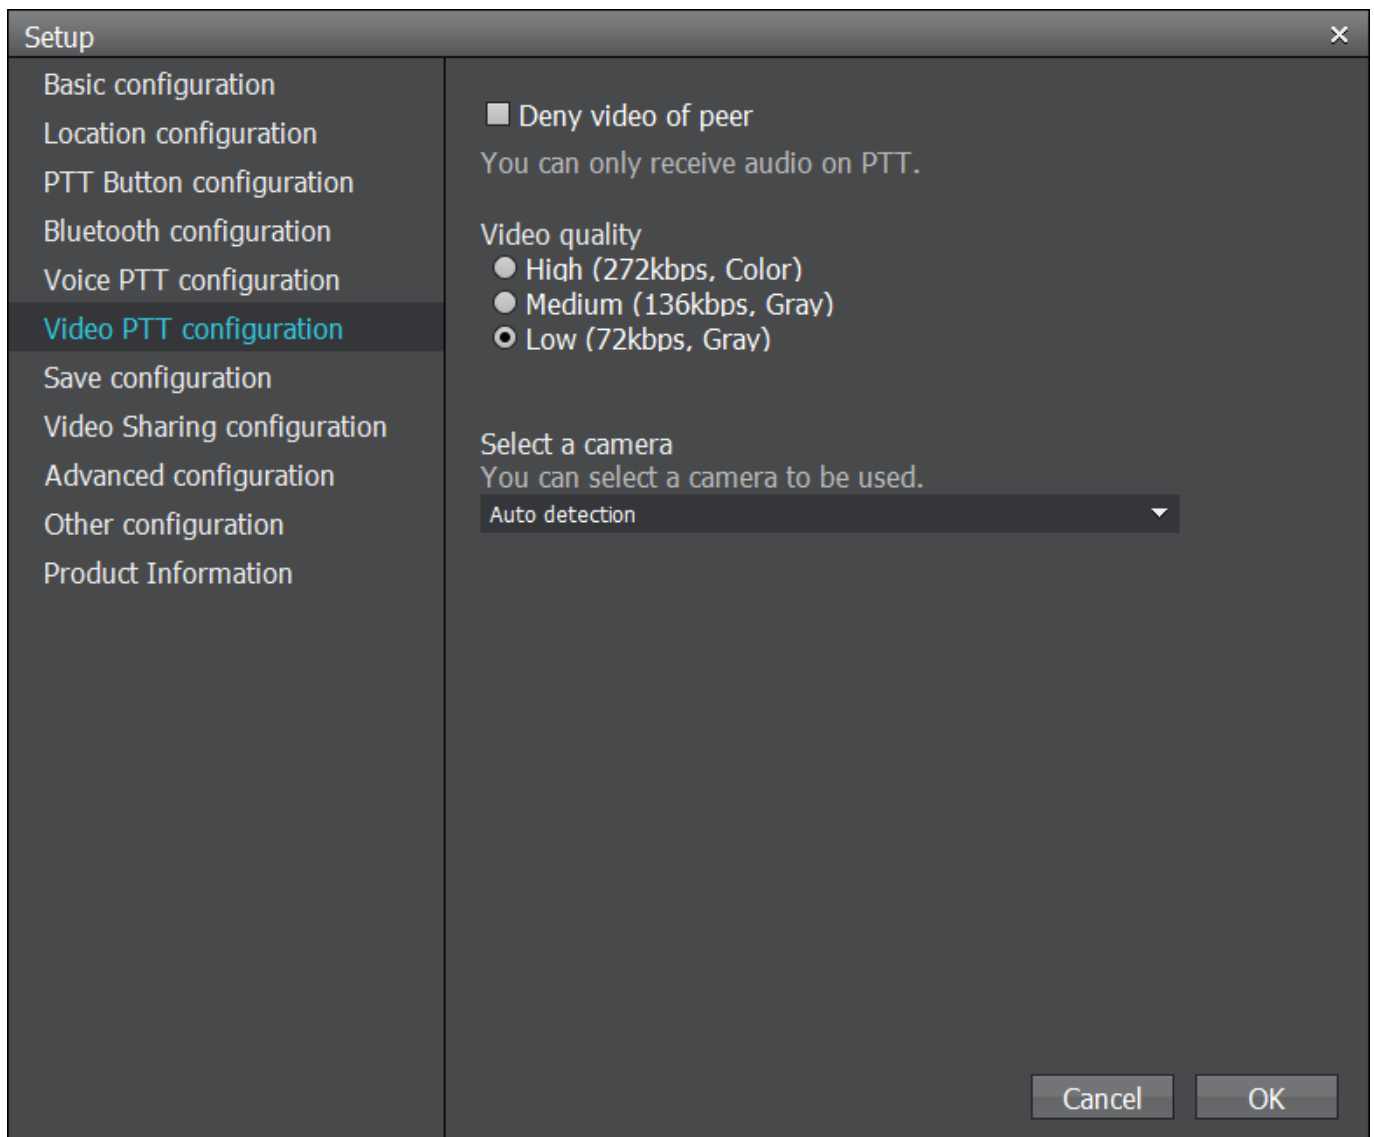 Setup
Basic configuration
Location configuration
PTT Button configuration
Bluetooth configuration
Voice PTT configuration
Video PTT configuration
Save configuration
Video Sharing configuration
Advanced configuration
Other configuration
Product Information
Deny video of peer
You can only receive audio on PTT.
Video quality
High (272kbps, Color)
Medium (136kbps, Gray)
Low (72kbps, Gray)
Select a camera
You can select a camera to be used.
Auto detection
Cancel
OK